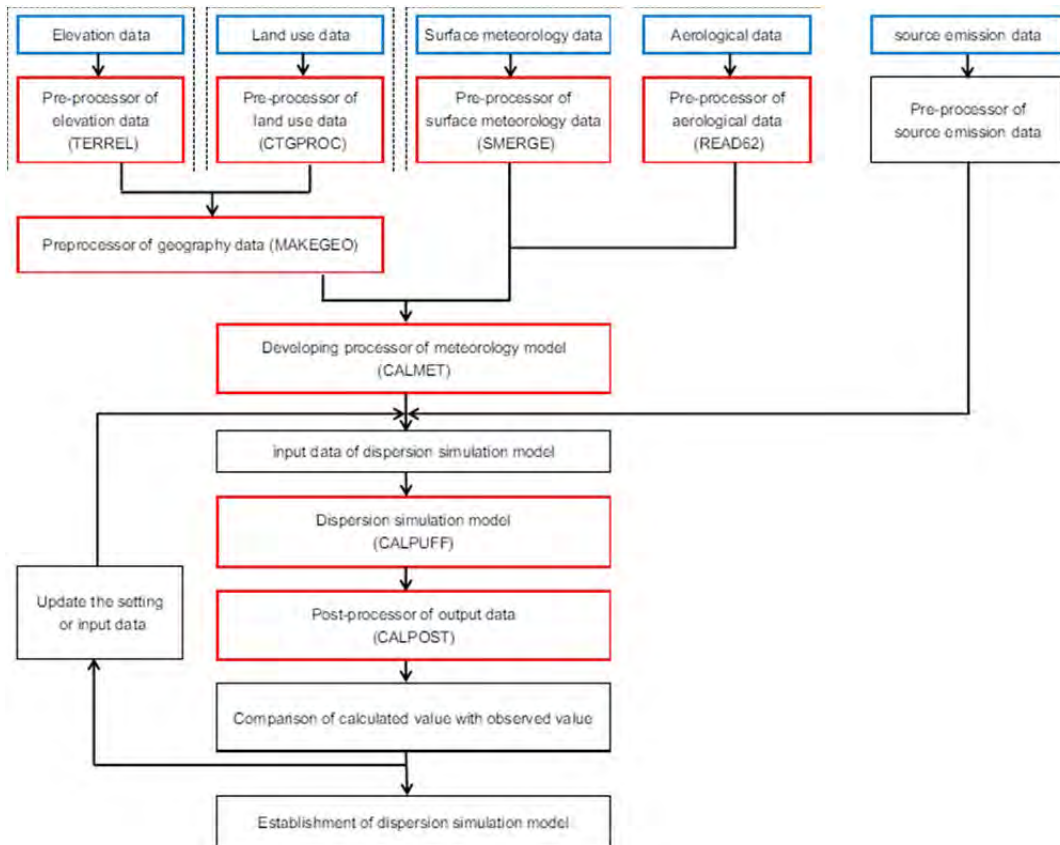 Elevation data
Land use data
Surface meteorology data
Aerological data
source emission data
Pre-processor of
elevation data
(TERREL)
Pre-processor of
land use data
(CTGPROC)
Pre-processor of
surface meteorology data
(SMERGE)
Pre-processor of
aerological data
(READ62)
Pre-processor of
source emission data
Preprocessor of geography data (MAKEGEO)
Developing processor of meteorology model
(CALMET)
Input data of dispersion simulation model
Dispersion simulation model
(CALPUFF)
Update the setting
or input data
Post-processor of output data
(CALPOST)
Comparison of calculated value with observed value
Establishment of dispersion simulation model